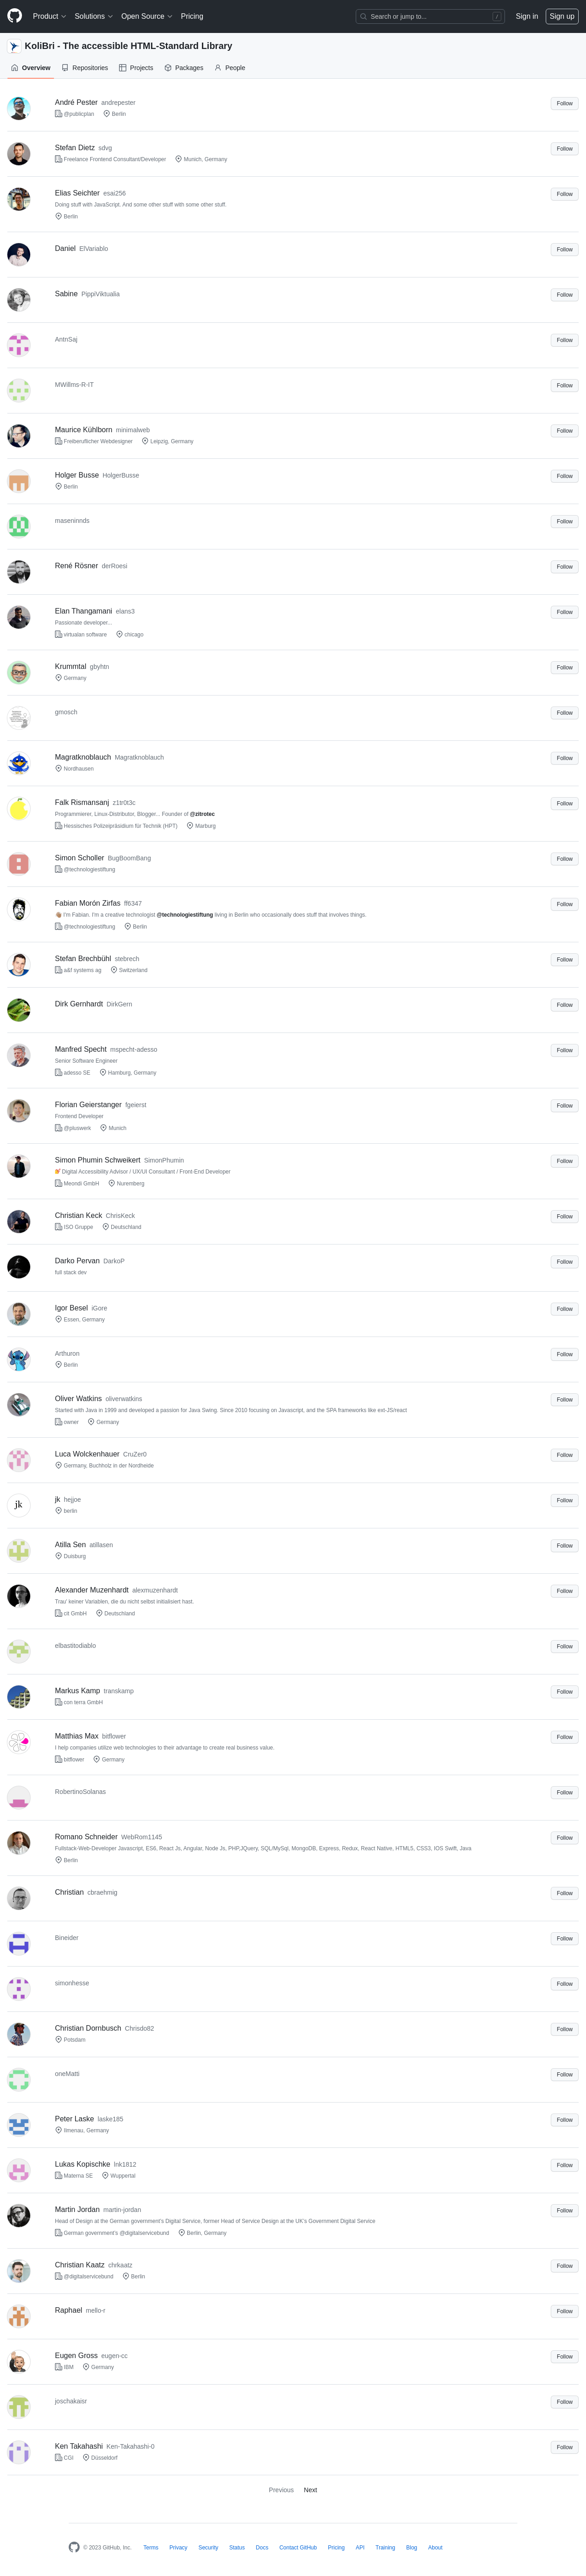 Product Solutions Open Source Pricing Search or jump to... / Sign in Sign up
KoliBri - The accessible HTML-Standard Library
Overview Repositories Projects Packages People
André Pester andrepester Follow
@publicplan Berlin
Stefan Dietz sdvg Follow
Freelance Frontend Consultant/Developer Munich, Germany
Elias Seichter esai256 Follow
Doing stuff with JavaScript. And some other stuff with some other stuff.
Berlin
Daniel ElVariablo Follow
Sabine PippiViktualia Follow
AntnSaj Follow
MWillms-R-IT Follow
Maurice Kühlborn minimalweb Follow
Freiberuflicher Webdesigner Leipzig, Germany
Holger Busse HolgerBusse Follow
Berlin
maseninnds Follow
René Rösner derRoesi Follow
Elan Thangamani elans3 Follow
Passionate developer...
virtualan software chicago
Krummtal gbyhtn Follow
Germany
gmosch Follow
Magratknoblauch Magratknoblauch Follow
Nordhausen
Falk Rismansanj z1tr0t3c Follow
Programmierer, Linux-Distributor, Blogger... Founder of @zitrotec
Hessisches Polizeipräsidium für Technik (HPT) Marburg
Simon Scholler BugBoomBang Follow
@technologiestiftung
Fabian Morón Zirfas ff6347 Follow
I'm Fabian. I'm a creative technologist @technologiestiftung living in Berlin who occasionally does stuff that involves things.
@technologiestiftung Berlin
Stefan Brechbühl stebrech Follow
a&f systems ag Switzerland
Dirk Gernhardt DirkGern Follow
Manfred Specht mspecht-adesso Follow
Senior Software Engineer
adesso SE Hamburg, Germany
Florian Geierstanger fgeierst Follow
Frontend Developer
@pluswerk Munich
Simon Phumin Schweikert SimonPhumin Follow
Digital Accessibility Advisor / UX/UI Consultant / Front-End Developer
Meondi GmbH Nuremberg
Christian Keck ChrisKeck Follow
ISO Gruppe Deutschland
Darko Pervan DarkoP Follow
full stack dev
Igor Besel iGore Follow
Essen, Germany
Arthuron Follow
Berlin
Oliver Watkins oliverwatkins Follow
Started with Java in 1999 and developed a passion for Java Swing. Since 2010 focusing on Javascript, and the SPA frameworks like ext-JS/react
owner Germany
Luca Wolckenhauer CruZer0 Follow
Germany, Buchholz in der Nordheide
jk
jk hejjoe Follow
berlin
Atilla Sen atillasen Follow
Duisburg
Alexander Muzenhardt alexmuzenhardt Follow
Trau' keiner Variablen, die du nicht selbst initialisiert hast.
cit GmbH Deutschland
elbastitodiablo Follow
Markus Kamp transkamp Follow
con terra GmbH
Matthias Max bitflower Follow
I help companies utilize web technologies to their advantage to create real business value.
bitflower Germany
RobertinoSolanas Follow
Romano Schneider WebRom1145 Follow
Fullstack-Web-Developer Javascript, ES6, React Js, Angular, Node Js, PHP,JQuery, SQL/MySql, MongoDB, Express, Redux, React Native, HTML5, CSS3, IOS Swift, Java
Berlin
Christian cbraehmig Follow
Bineider Follow
simonhesse Follow
Christian Dornbusch Chrisdo82 Follow
Potsdam
oneMatti Follow
Peter Laske laske185 Follow
Ilmenau, Germany
Lukas Kopischke lnk1812 Follow
Materna SE Wuppertal
Martin Jordan martin-jordan Follow
Head of Design at the German government's Digital Service, former Head of Service Design at the UK's Government Digital Service
German government's @digitalservicebund Berlin, Germany
Christian Kaatz chrkaatz Follow
@digitalservicebund Berlin
Raphael mello-r Follow
Eugen Gross eugen-cc Follow
IBM Germany
joschakaisr Follow
Ken Takahashi Ken-Takahashi-0 Follow
CGI Düsseldorf
Previous Next
© 2023 GitHub, Inc. Terms Privacy Security Status Docs Contact GitHub Pricing API Training Blog About